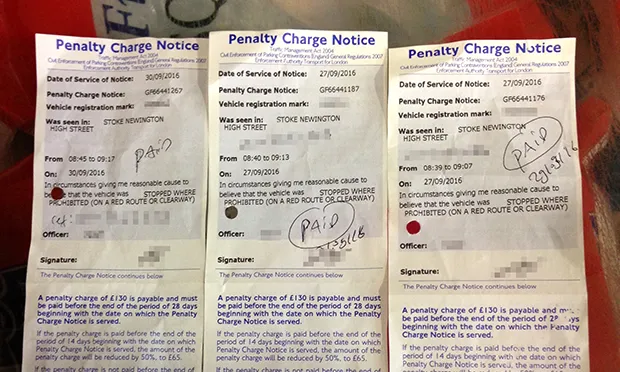 Penalty Charge Notice
Traffic Management Act 2004
Civil Enforcement of Parking Contraventions England General Regulations 2007
Enforcement Authority Transport for London
Date of Service of Notice: 30/09/2016
Penalty Charge Notice: GF66441267
Vehicle registration mark:
Was seen in: STOKE NEWINGTON
HIGH STREET
PAID
From 08:45 to 09:17
On: 30/09/2016
In circumstances giving me reasonable cause to
believe that the vehicle was STOPPED WHERE
PROHIBITED (ON A RED ROUTE OR CLEARWAY)
Officer:
Signature:
The Penalty Charge Notice continues below
A penalty charge of £130 is payable and must
be paid before the end of the period of 28 days
beginning with the date on which the Penalty
Charge Notice is served.
If the penalty charge is paid before the end of the
period of 14 days beginning with the date on
which the Penalty Charge Notice is served, the
amount of the penalty charge will be reduced by
50%, to £65.
Penalty Charge Notice
Traffic Management Act 2004
Civil Enforcement of Parking Contraventions England General Regulations 2007
Enforcement Authority Transport for London
Date of Service of Notice: 27/09/2016
Penalty Charge Notice: GF66441187
Vehicle registration mark:
Was seen in: STOKE NEWINGTON
HIGH STREET
From 08:40 to 09:13
On: 27/09/2016
In circumstances giving me reasonable cause to
believe that the vehicle was STOPPED WHERE
PROHIBITED (ON A RED ROUTE OR CLEARWAY)
PAID
Officer:
Signature:
The Penalty Charge Notice continues below
A penalty charge of £130 is payable and must
be paid before the end of the period of 28 days
beginning with the date on which the Penalty
Charge Notice is served.
If the penalty charge is paid before the end of the
period of 14 days beginning with the date on which
the Penalty Charge Notice is served, the amount of the
penalty charge will be reduced by 50%, to £65.
If the penalty charge is not paid before the end of
Penalty Charge Notice
Traffic Management Act 2004
Civil Enforcement of Parking Contraventions England General Regulations 2007
Enforcement Authority Transport for London
Date of Service of Notice: 27/09/2016
Penalty Charge Notice: GF66441176
Vehicle registration mark:
Was seen in: STOKE NEWINGTON
HIGH STREET
PAID
From 08:39 to 09:07
On: 27/09/2016
In circumstances giving me reasonable cause to
believe that the vehicle was STOPPED WHERE
PROHIBITED (ON A RED ROUTE OR CLEARWAY)
Officer:
Signature:
The Penalty Charge Notice continues below
A penalty charge of £130 is payable and must
be paid before the end of the period of 28 days
beginning with the date on which the Penalty
Charge Notice is served.
If the penalty charge is paid before the end of the
period of 14 days beginning with the date on which